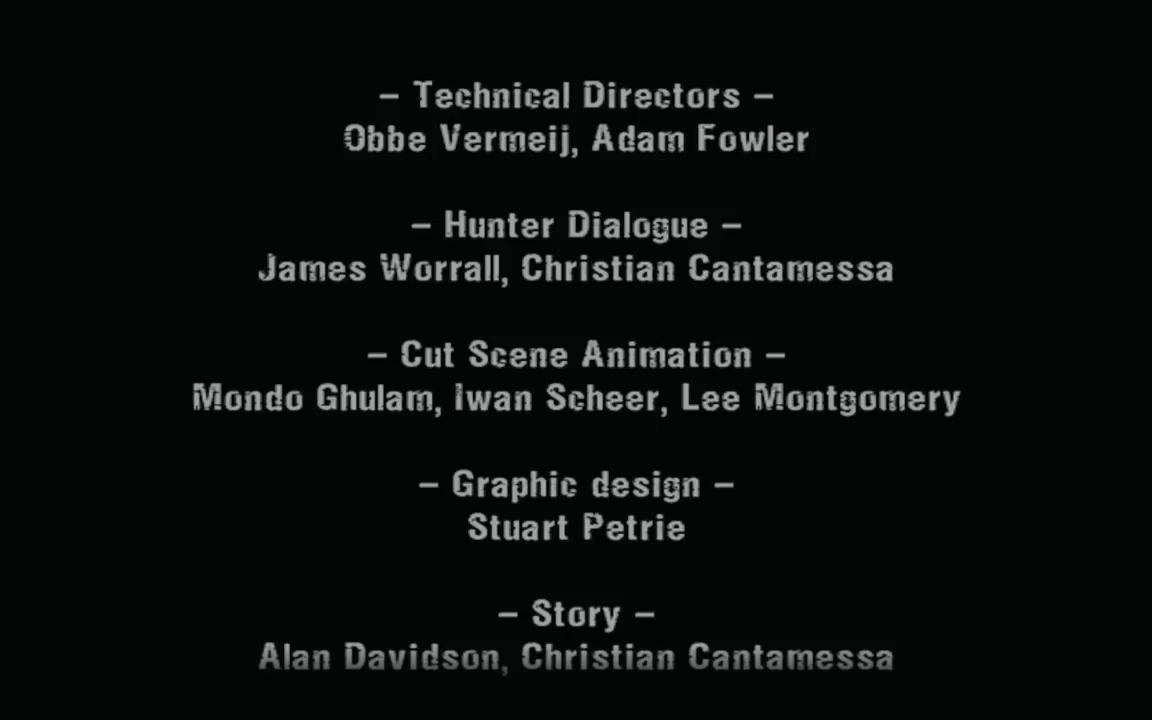 – Technical Directors –
Obbe Vermeij, Adam Fowler
– Hunter Dialogue –
James Worrall, Christian Cantamessa
– Cut Scene Animation –
Mondo Ghulam, Iwan Scheer, Lee Montgomery
– Graphic design –
Stuart Petrie
– Story –
Alan Davidson, Christian Cantamessa